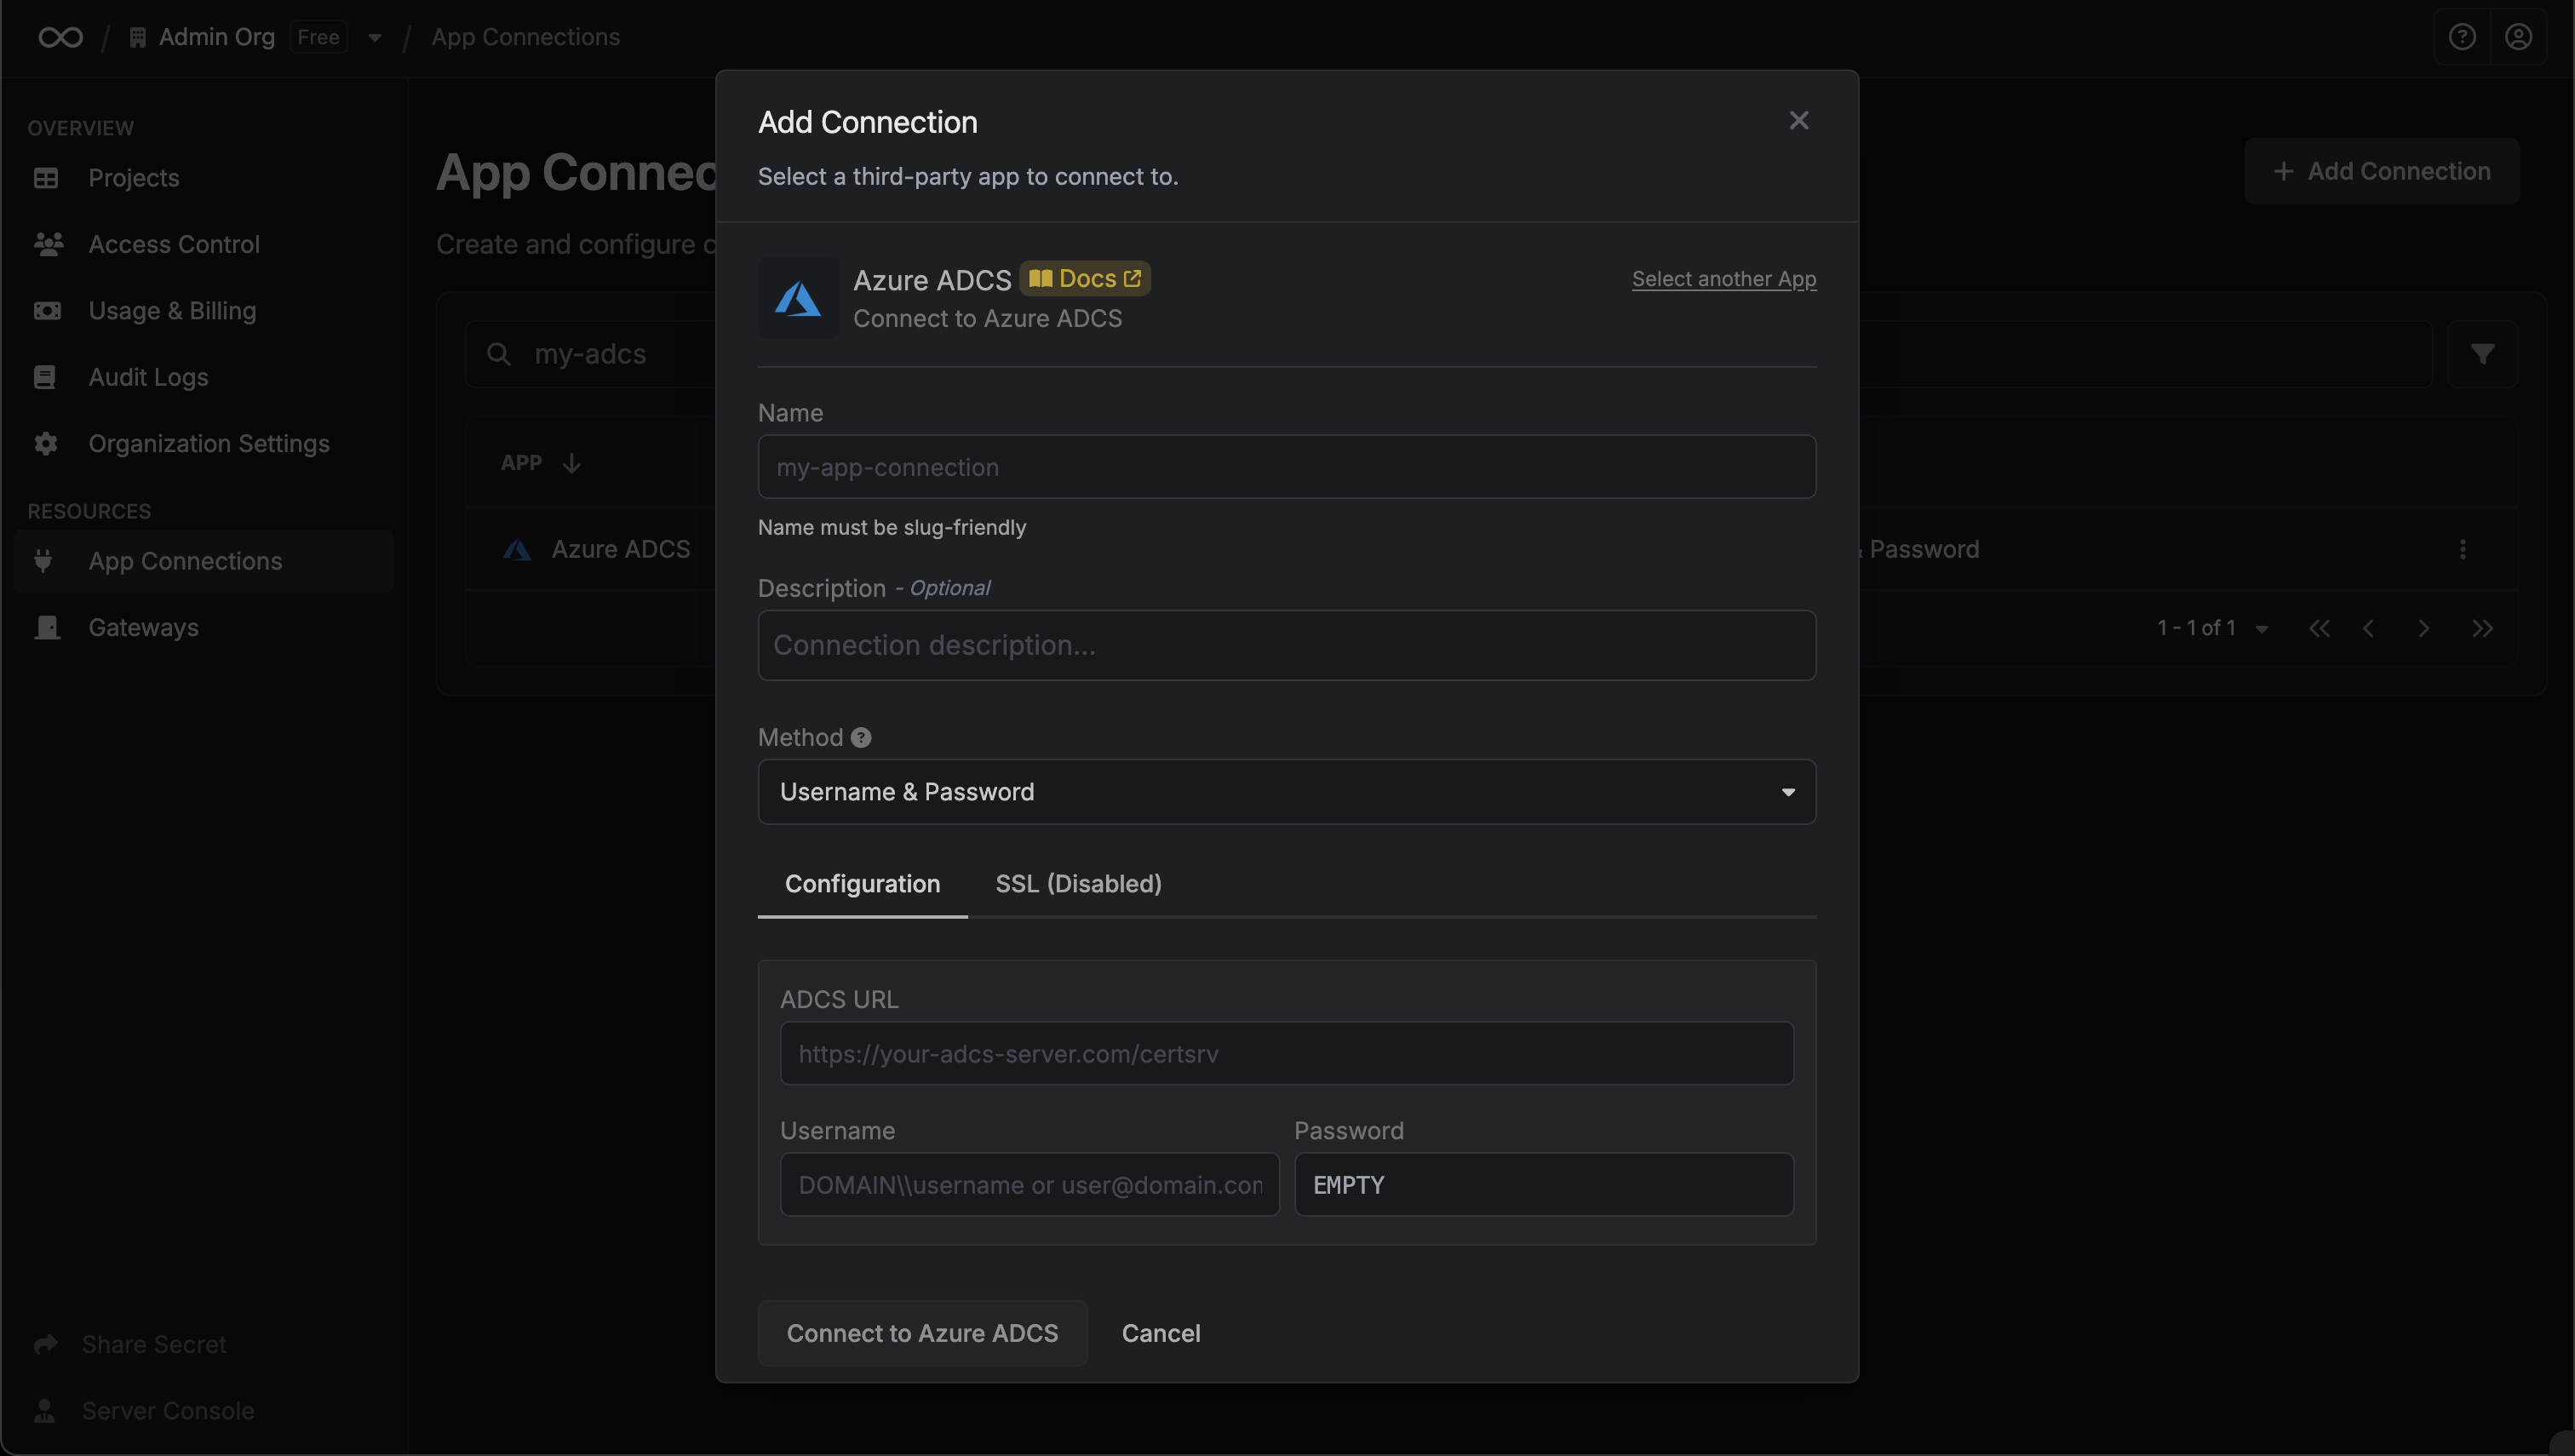 Admin Org Free / App Connections
OVERVIEW
Projects
Access Control
Usage & Billing
Audit Logs
Organization Settings
RESOURCES
App Connections
Gateways
Share Secret
Server Console
App Connec
Create and configure c
+ Add Connection
my-adcs
APP
Azure ADCS
Password
1 - 1 of 1
Add Connection
Select a third-party app to connect to.
Azure ADCS Docs
Connect to Azure ADCS
Select another App
Name
my-app-connection
Name must be slug-friendly
Description - Optional
Connection description...
Method
Username & Password
Configuration SSL (Disabled)
ADCS URL
https://your-adcs-server.com/certsrv
Username
DOMAIN\\username or user@domain.con
Password
EMPTY
Connect to Azure ADCS
Cancel